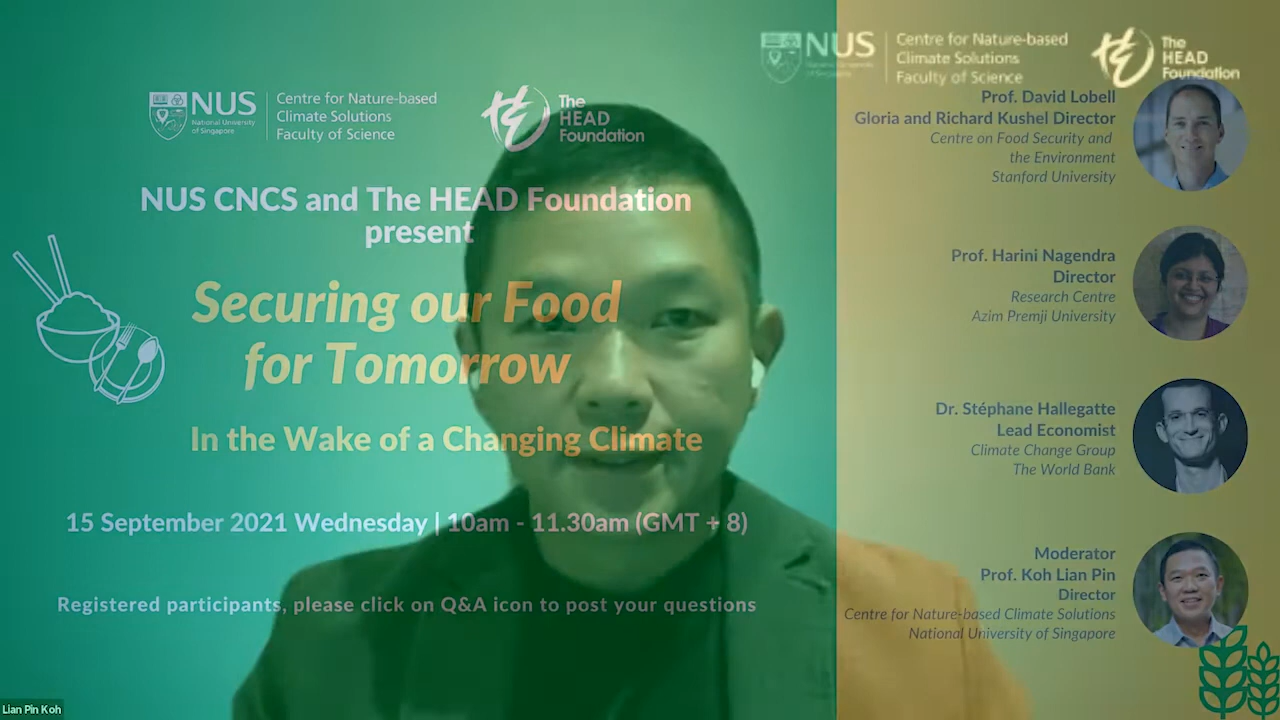 NUS
National University
of Singapore
Centre for Nature-based
Climate Solutions
Faculty of Science
The
HEAD
Foundation
NUS CNCS and The HEAD Foundation
present
Securing our Food
for Tomorrow
In the Wake of a Changing Climate
15 September 2021 Wednesday | 10am - 11.30am (GMT + 8)
Registered participants, please click on Q&A icon to post your questions
Lian Pin Koh
NUS
Centre for Nature-based
Climate Solutions
Faculty of Science
The
HEAD
Foundation
Prof. David Lobell
Gloria and Richard Kushel Director
Centre on Food Security and
the Environment
Stanford University
Prof. Harini Nagendra
Director
Research Centre
Azim Premji University
Dr. Stéphane Hallegatte
Lead Economist
Climate Change Group
The World Bank
Moderator
Prof. Koh Lian Pin
Director
Centre for Nature-based Climate Solutions
National University of Singapore